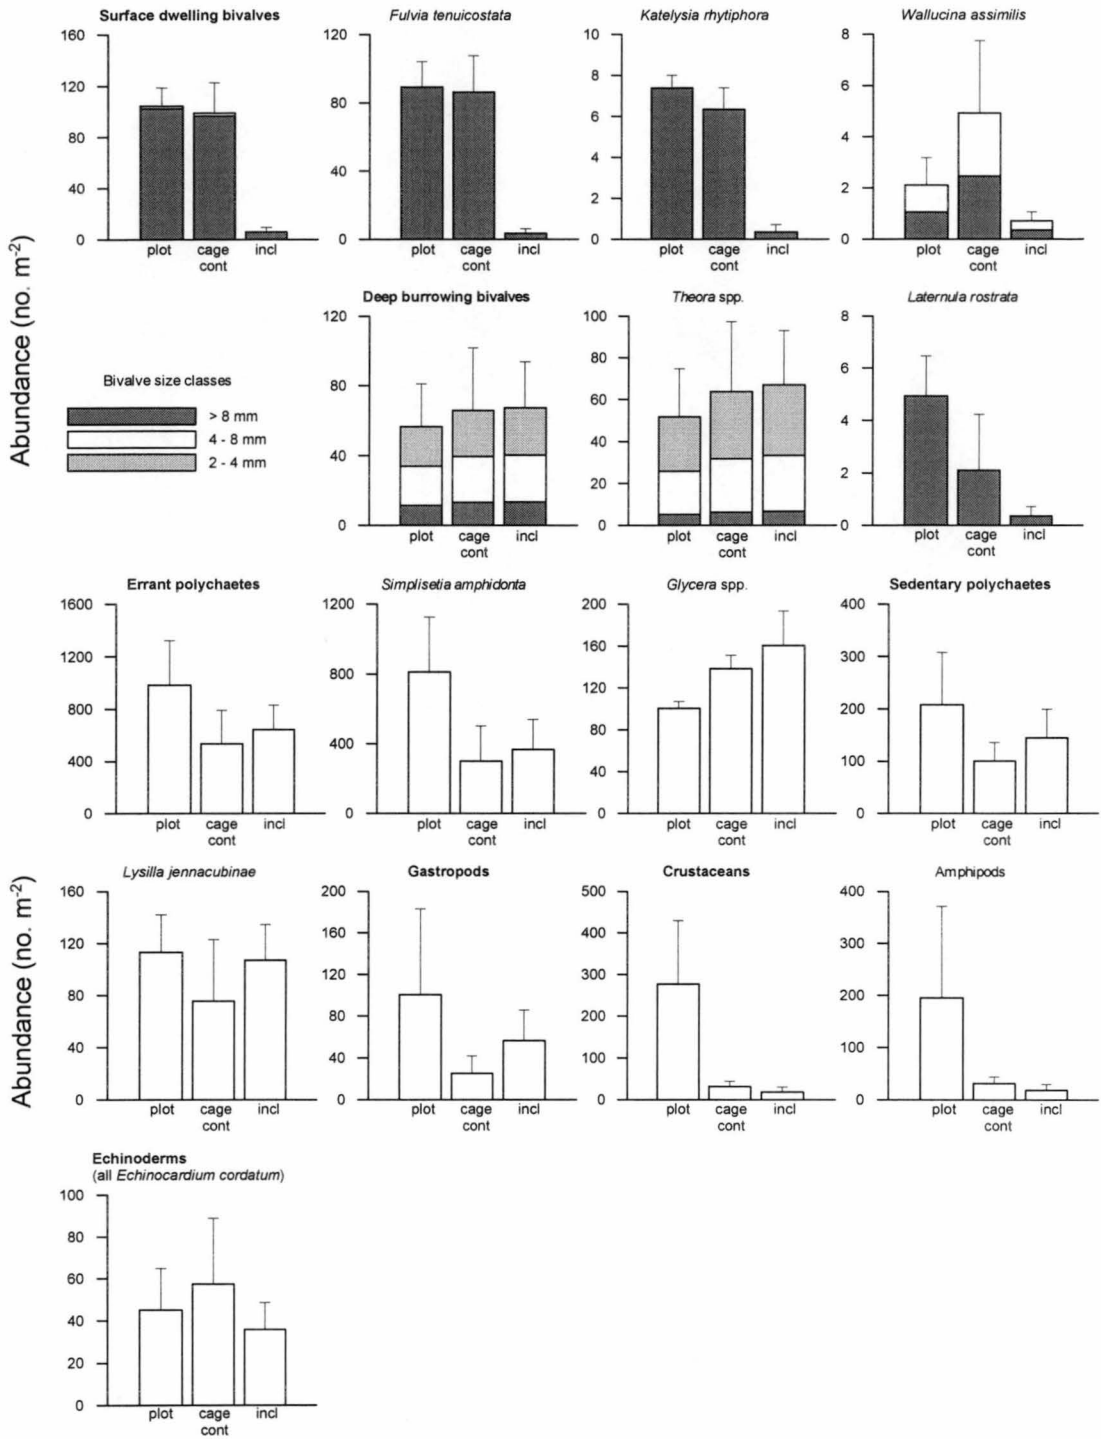 Surface dwelling bivalves
160
120
80
40
0
plot cage incl
cont
Fulvia tenuicostata
120
80
40
0
plot cage incl
cont
Katelysia rhytiphora
10
8
6
4
2
0
plot cage incl
cont
Wallucina assimilis
8
6
4
2
0
plot cage incl
cont
Abundance (no. m-2)
Bivalve size classes
> 8 mm
4 - 8 mm
2 - 4 mm
Deep burrowing bivalves
120
80
40
0
plot cage incl
cont
Theora spp.
100
80
60
40
20
0
plot cage incl
cont
Laternula rostrata
8
6
4
2
0
plot cage incl
cont
Errant polychaetes
1600
1200
800
400
0
plot cage incl
cont
Simplisetia amphidonta
1200
800
400
0
plot cage incl
cont
Glycera spp.
200
160
120
80
40
0
plot cage incl
cont
Sedentary polychaetes
400
300
200
100
0
plot cage incl
cont
Abundance (no. m-2)
Lysilla jennacubinae
160
120
80
40
0
plot cage incl
cont
Gastropods
200
160
120
80
40
0
plot cage incl
cont
Crustaceans
500
400
300
200
100
0
plot cage incl
cont
Amphipods
400
300
200
100
0
plot cage incl
cont
Echinoderms
(all Echinocardium cordatum)
100
80
60
40
20
0
plot cage incl
cont